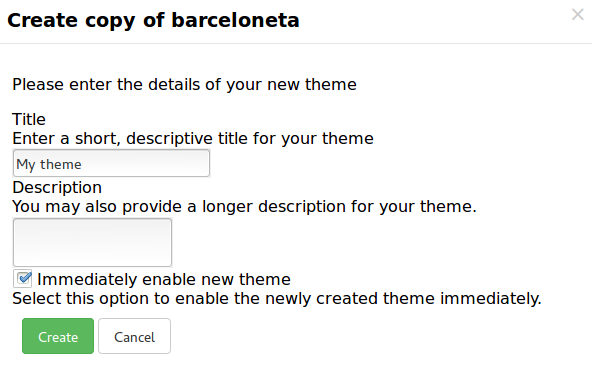 Create copy of barceloneta
×
Please enter the details of your new theme
Title
Enter a short, descriptive title for your theme
My theme
Description
You may also provide a longer description for your theme.
Immediately enable new theme
Select this option to enable the newly created theme immediately.
Create
Cancel